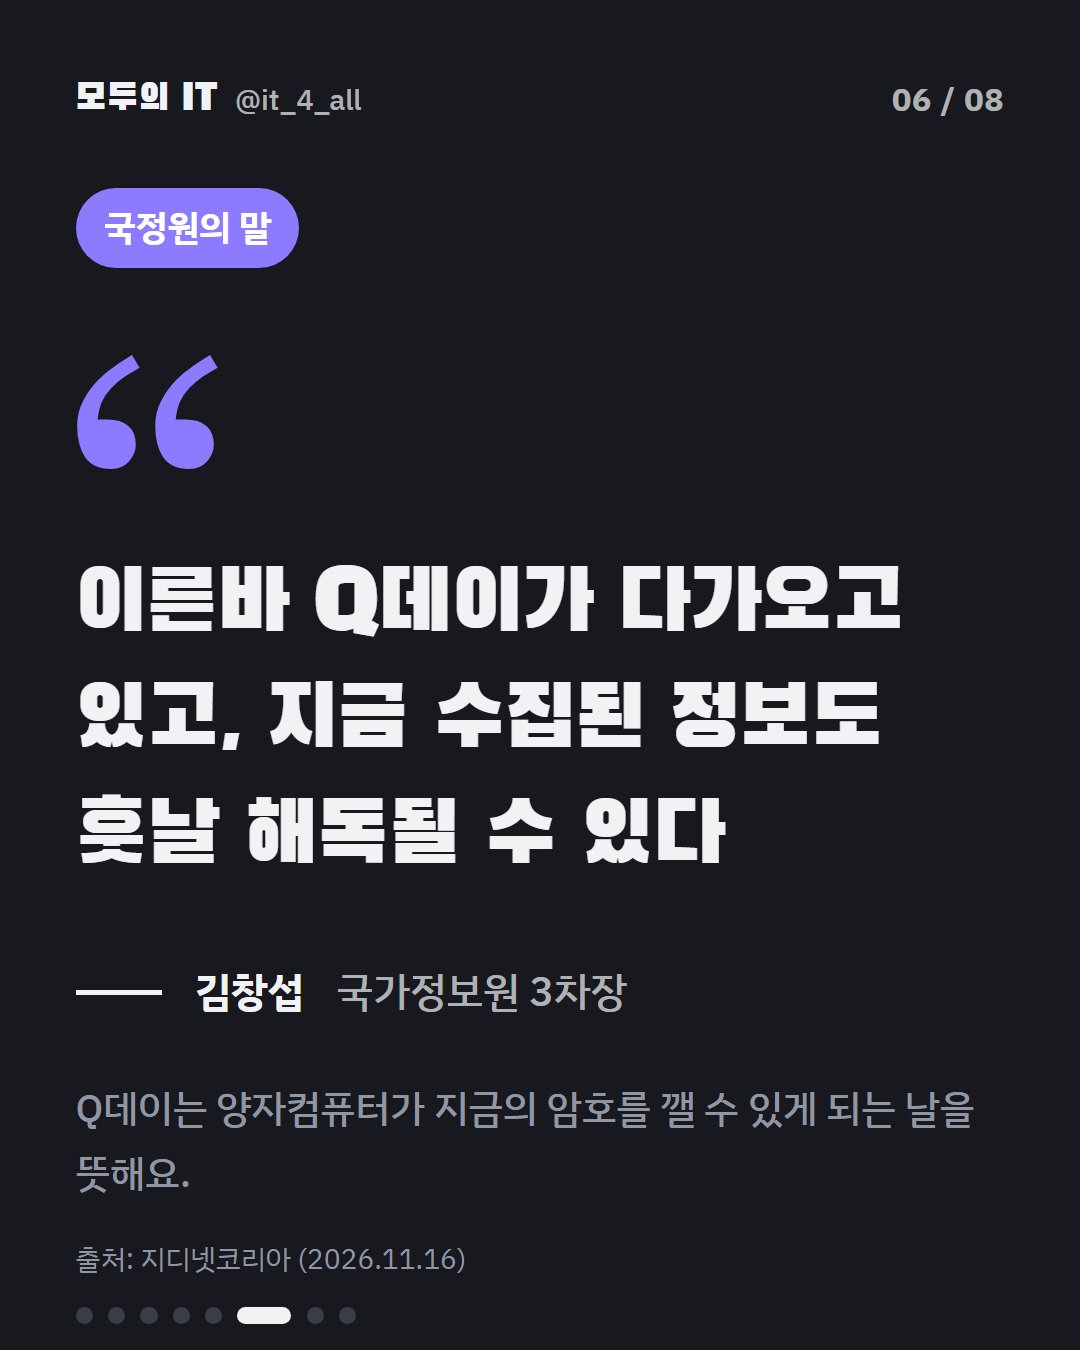 모두의 IT @it_4_all
06 / 08
국정원의 말
“
이른바 Q데이가 다가오고
있고, 지금 수집된 정보도
훗날 해독될 수 있다
김창섭 국가정보원 3차장
Q데이는 양자컴퓨터가 지금의 암호를 깰 수 있게 되는 날을
뜻해요.
출처: 지디넷코리아 (2026.11.16)